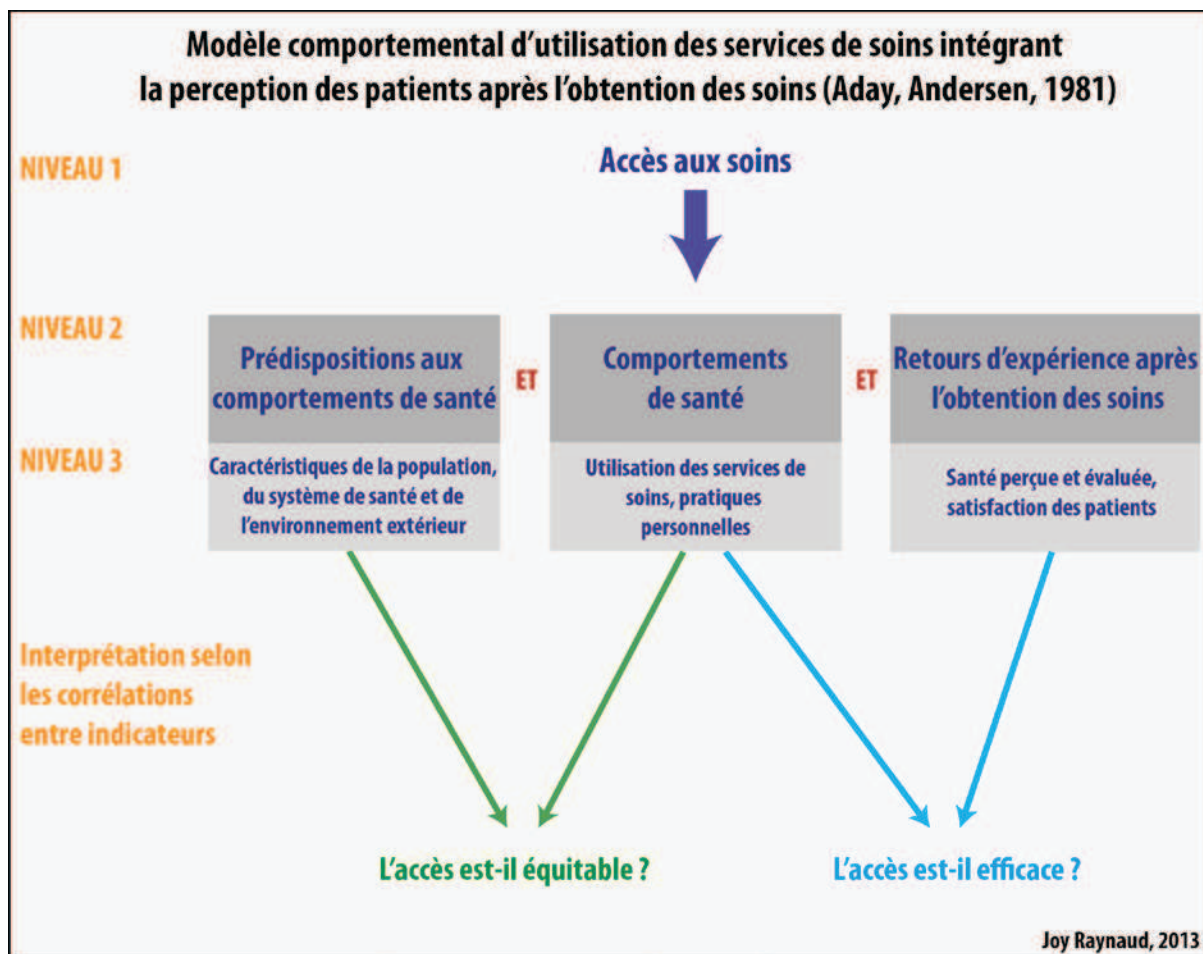 Modèle comportemental d’utilisation des services de soins intégrant
la perception des patients après l’obtention des soins (Aday, Andersen, 1981)
NIVEAU 1
Accès aux soins
NIVEAU 2
Prédispositions aux
comportements de santé
ET
Comportements
de santé
ET
Retours d’expérience après
l’obtention des soins
NIVEAU 3
Caractéristiques de la population,
du système de santé et de
l’environnement extérieur
Utilisation des services de
soins, pratiques
personnelles
Santé perçue et évaluée,
satisfaction des patients
Interprétation selon
les corrélations
entre indicateurs
L’accès est-il équitable ?
L’accès est-il efficace ?
Joy Raynaud, 2013